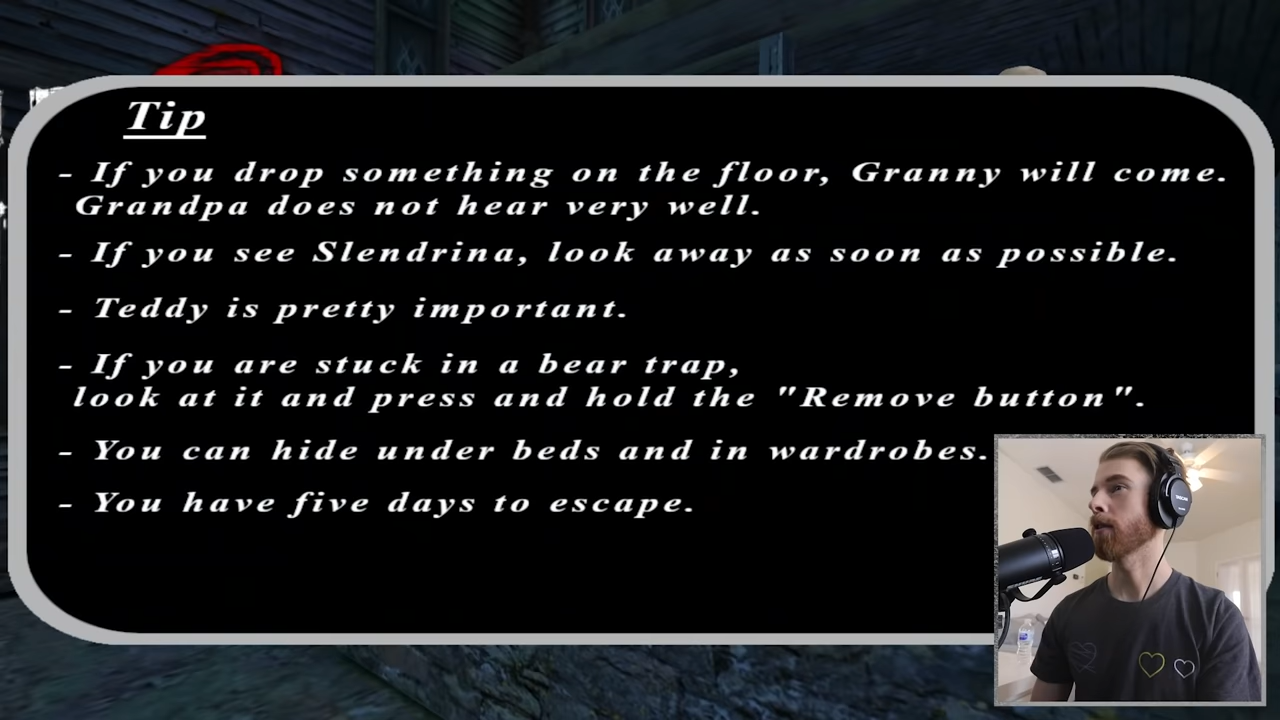 Tip
- If you drop something on the floor, Granny will come.
Grandpa does not hear very well.
- If you see Slendrina, look away as soon as possible.
- Teddy is pretty important.
- If you are stuck in a bear trap,
look at it and press and hold the "Remove button".
- You can hide under beds and in wardrobes.
- You have five days to escape.